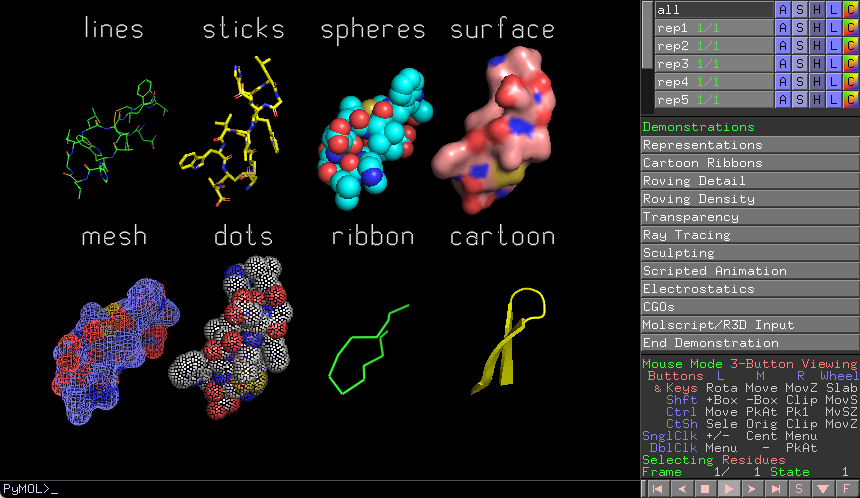 lines sticks spheres surface
mesh dots ribbon cartoon
PyMOL>_
all A S H L C
rep1 1/1 A S H L C
rep2 1/1 A S H L C
rep3 1/1 A S H L C
rep4 1/1 A S H L C
rep5 1/1 A S H L C
Demonstrations
Representations
Cartoon Ribbons
Roving Detail
Roving Density
Transparency
Ray Tracing
Sculpting
Scripted Animation
Electrostatics
CGOs
Molscript/R3D Input
End Demonstration
Mouse Mode 3-Button Viewing
Buttons L M R Wheel
& Keys Rota Move MovZ Slab
Shft +Box -Box Clip MovS
Ctrl Move PkAt Pk1 MvSZ
CtSh Sele Orig Clip MovZ
SnglClk +/- Cent Menu
DblClk Menu - PkAt
Selecting Residues
Frame 1/ 1 State 1
S F